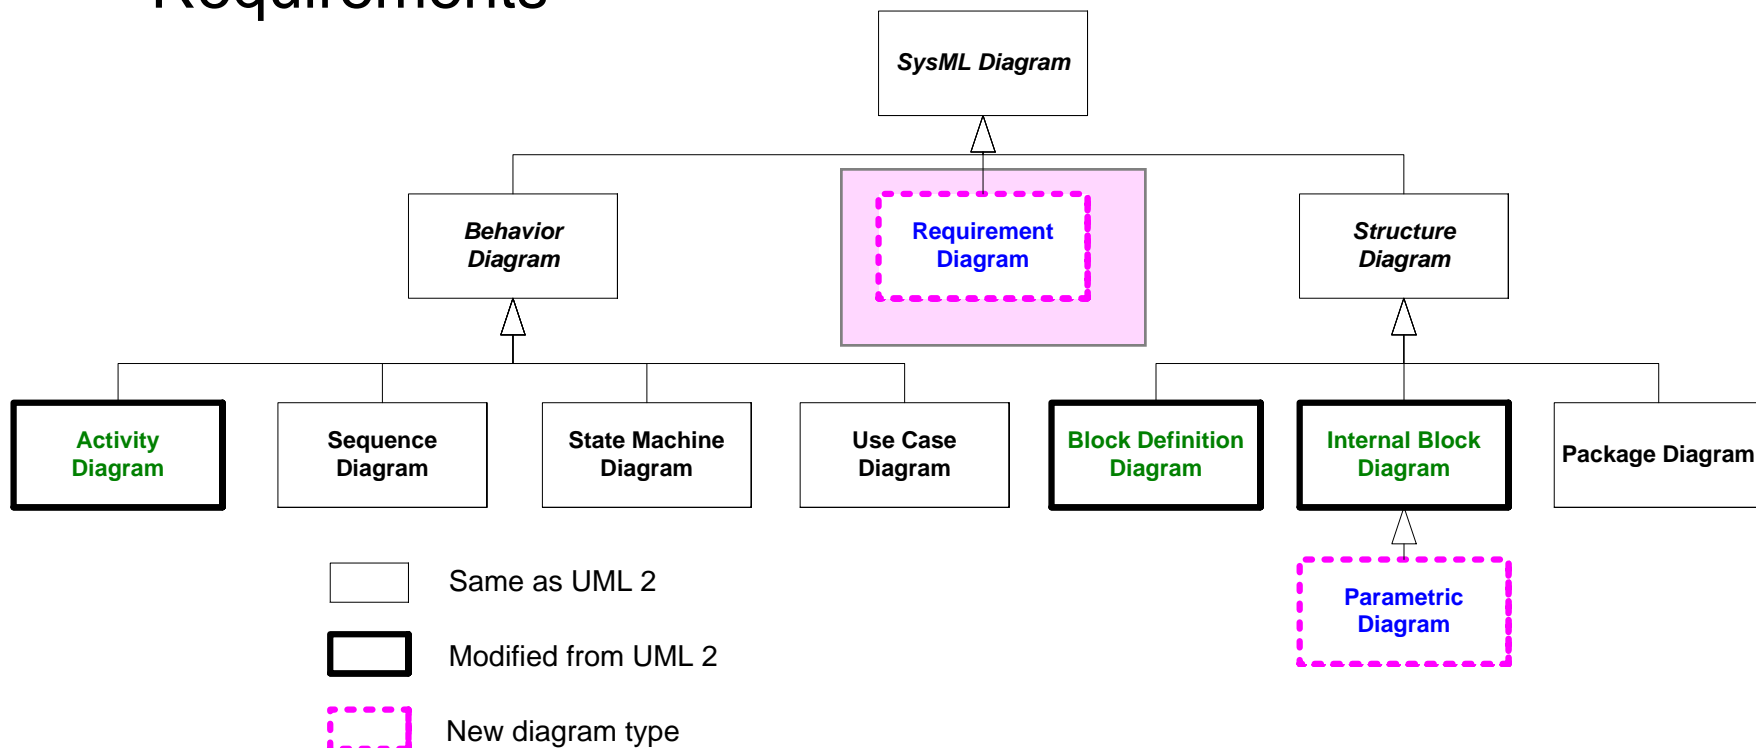 Requirements
SysML Diagram
Behavior
Diagram
Requirement
Diagram
Structure
Diagram
Activity
Diagram
Sequence
Diagram
State Machine
Diagram
Use Case
Diagram
Block Definition
Diagram
Internal Block
Diagram
Package Diagram
Parametric
Diagram
Same as UML 2
Modified from UML 2
New diagram type